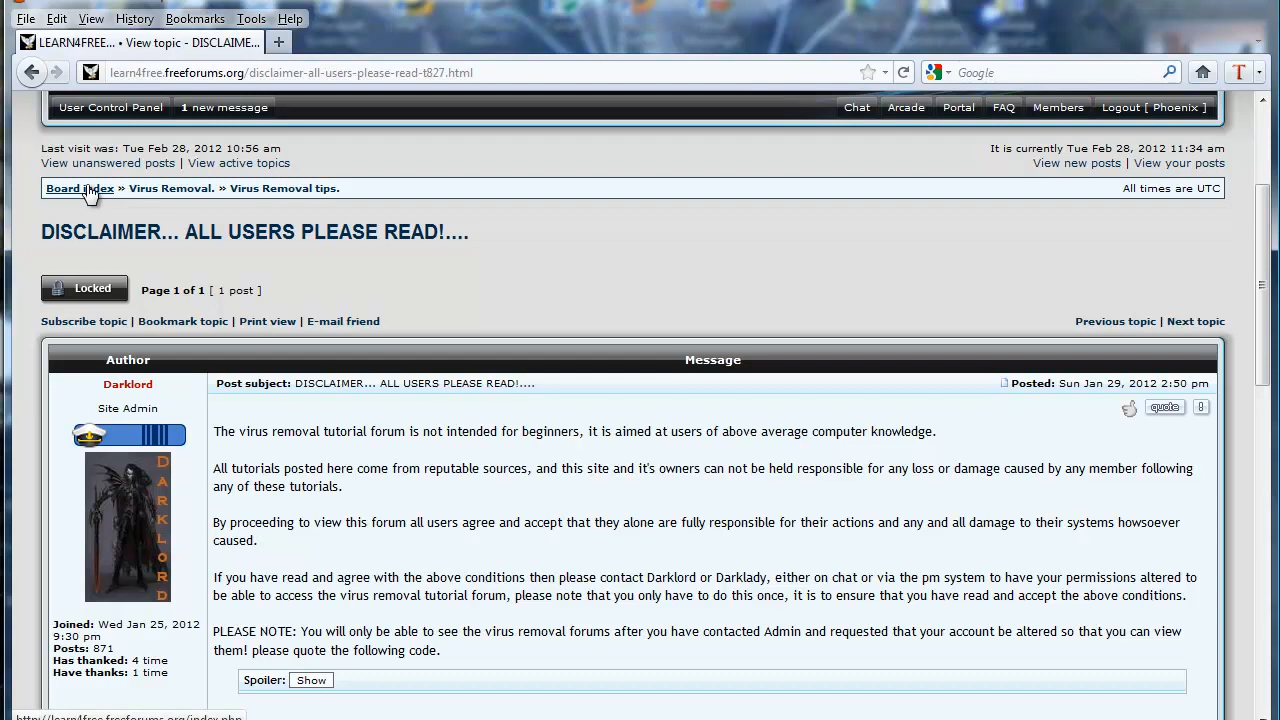 File Edit View History Bookmarks Tools Help
LEARN4FREE... • View topic - DISCLAIME...
learn4free.freeforums.org/disclaimer-all-users-please-read-t827.html
Google
T
User Control Panel 1 new message Chat Arcade Portal FAQ Members Logout [ Phoenix ]
Last visit was: Tue Feb 28, 2012 10:56 am It is currently Tue Feb 28, 2012 11:34 am
View unanswered posts | View active topics View new posts | View your posts
Board index » Virus Removal. » Virus Removal tips. All times are UTC
DISCLAIMER... ALL USERS PLEASE READ!....
Locked Page 1 of 1 [ 1 post ]
Subscribe topic | Bookmark topic | Print view | E-mail friend Previous topic | Next topic
Author Message
Darklord Post subject: DISCLAIMER... ALL USERS PLEASE READ!.... Posted: Sun Jan 29, 2012 2:50 pm
Site Admin
quote !
The virus removal tutorial forum is not intended for beginners, it is aimed at users of above average computer knowledge.
All tutorials posted here come from reputable sources, and this site and it's owners can not be held responsible for any loss or damage caused by any member following
any of these tutorials.
By proceeding to view this forum all users agree and accept that they alone are fully responsible for their actions and any and all damage to their systems howsoever
caused.
If you have read and agree with the above conditions then please contact Darklord or Darklady, either on chat or via the pm system to have your permissions altered to
be able to access the virus removal tutorial forum, please note that you only have to do this once, it is to ensure that you have read and accept the above conditions.
PLEASE NOTE: You will only be able to see the virus removal forums after you have contacted Admin and requested that your account be altered so that you can view
them! please quote the following code.
Spoiler: Show
DARKLORD
Joined: Wed Jan 25, 2012
9:30 pm
Posts: 871
Has thanked: 4 time
Have thanks: 1 time
http://learn4free.freeforums.org/index.php